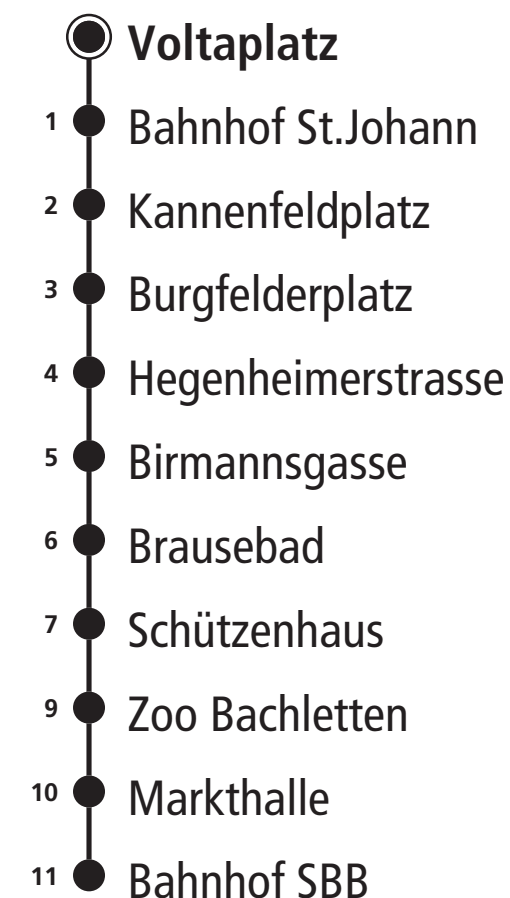 Voltaplatz
1 Bahnhof St.Johann
2 Kannenfeldplatz
3 Burgfelderplatz
4 Hegenheimerstrasse
5 Birmannsgasse
6 Brausebad
7 Schützenhaus
9 Zoo Bachletten
10 Markthalle
11 Bahnhof SBB